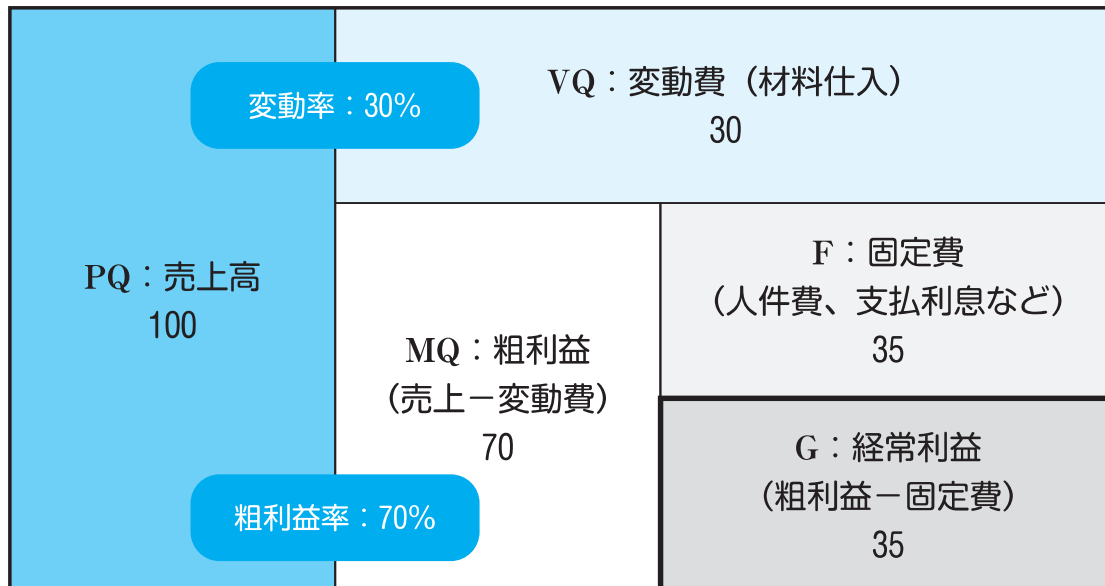 PQ：売上高
100
変動率：30%
VQ：変動費（材料仕入）
30
MQ：粗利益
（売上－変動費）
70
粗利益率：70%
F：固定費
（人件費、支払利息など）
35
G：経常利益
（粗利益－固定費）
35